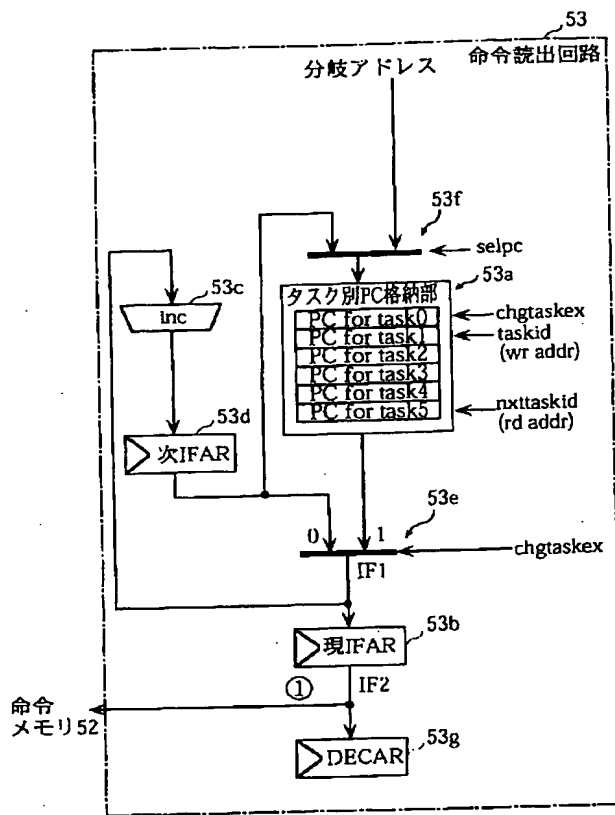 53
命令読出回路
分岐アドレス
53f
selpc
53a
タスク別PC格納部
53c
inc
PC for task0
PC for task1
PC for task2
PC for task3
PC for task4
PC for task5
chgtaskex
taskid
(wr addr)
nxttaskid
(rd addr)
53d
次IFAR
53e
0
1
chgtaskex
IF1
53b
現IFAR
①
IF2
命令
メモリ52
53g
DECAR